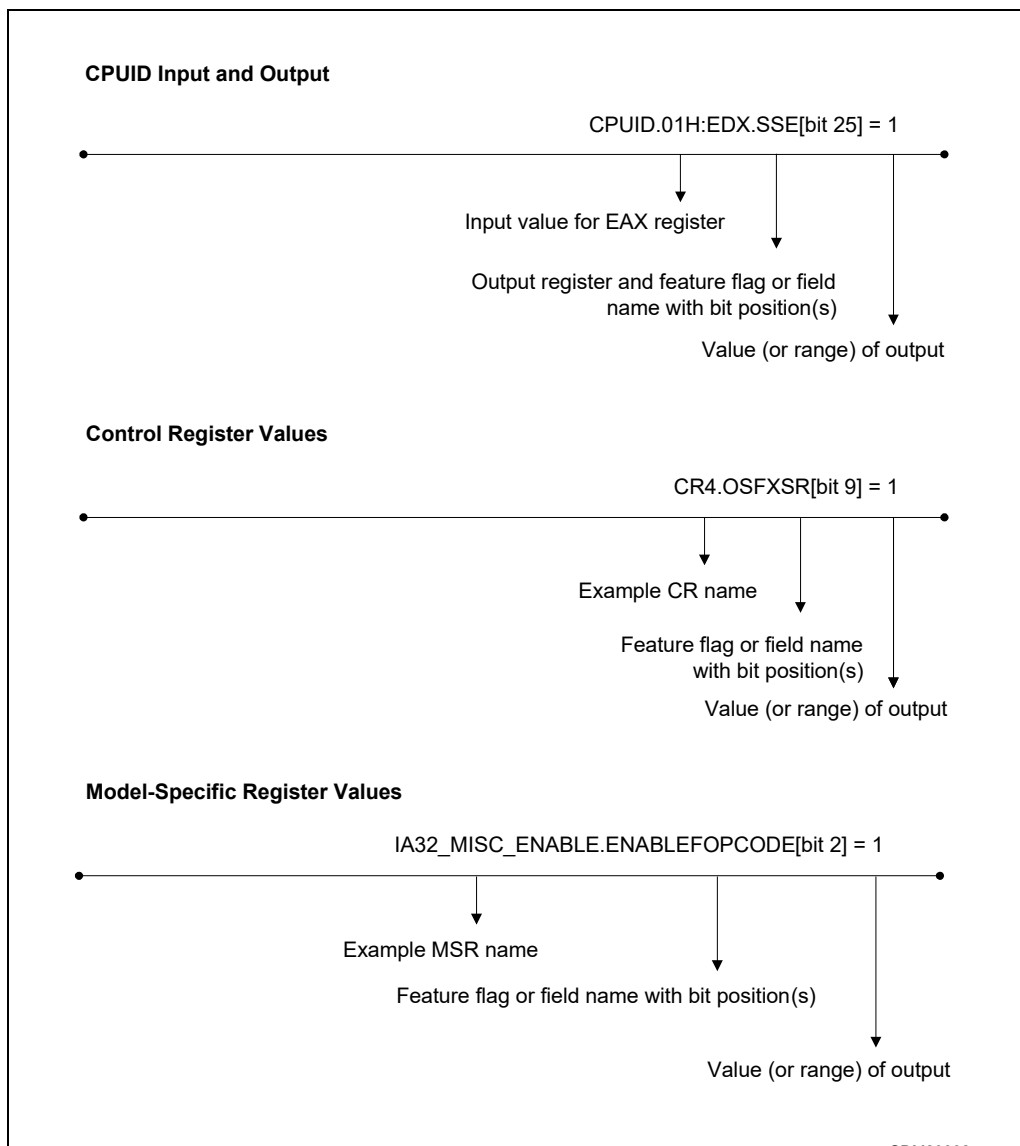 CPUID Input and Output
CPUID.01H:EDX.SSE[bit 25] = 1
Input value for EAX register
Output register and feature flag or field
name with bit position(s)
Value (or range) of output
Control Register Values
CR4.OSFXSR[bit 9] = 1
Example CR name
Feature flag or field name
with bit position(s)
Value (or range) of output
Model-Specific Register Values
IA32_MISC_ENABLE.ENABLEFOPCODE[bit 2] = 1
Example MSR name
Feature flag or field name with bit position(s)
Value (or range) of output